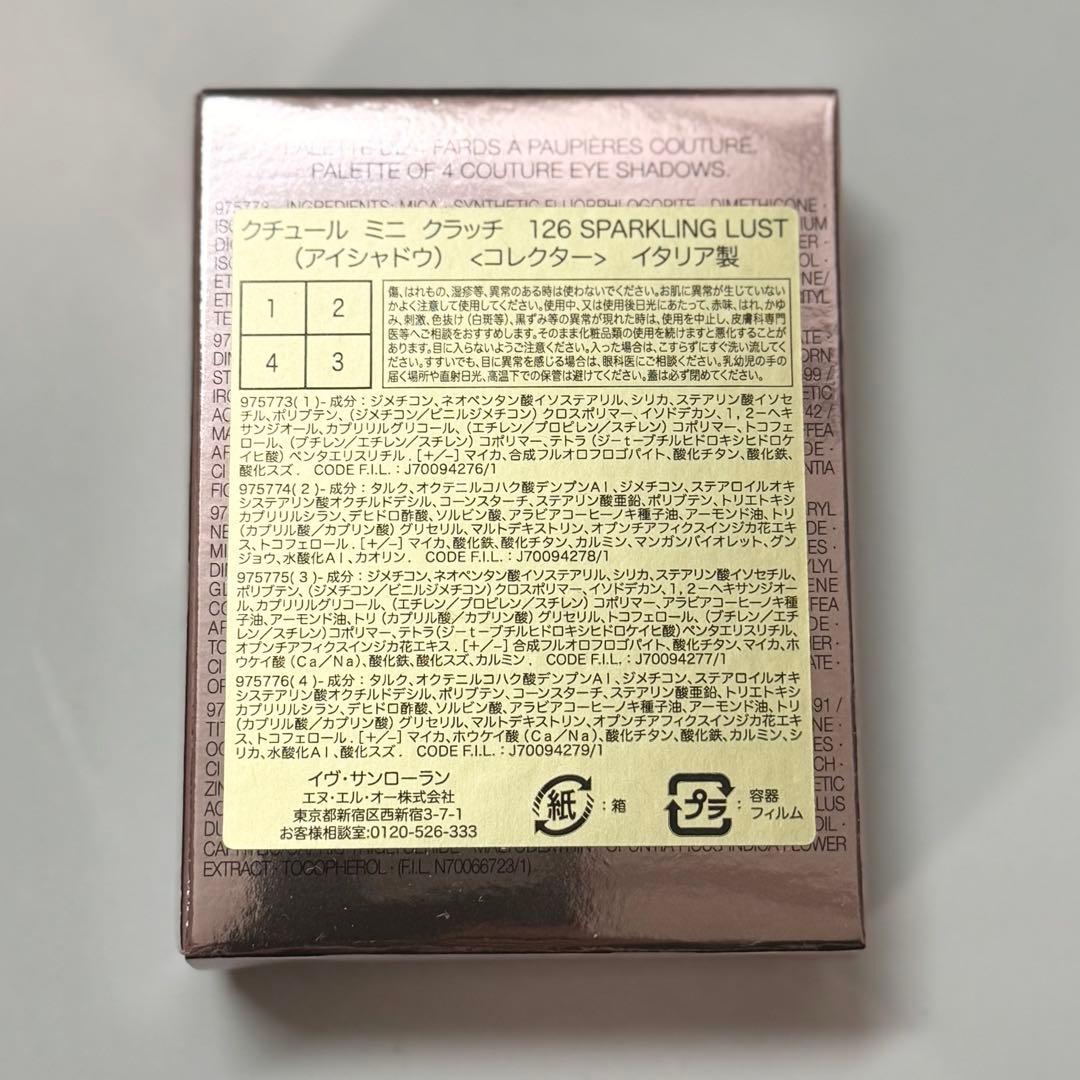 PALETTE DE 4 FARDS À PAUPIÈRES COUTURE.
PALETTE OF 4 COUTURE EYE SHADOWS.
INGREDIENTS: MICA · SYNTHETIC FLUORPHLOGOPITE · DIMETHICONE ·
クチュール ミニ クラッチ 126 SPARKLING LUST
(アイシャドウ) <コレクター> イタリア製
1 2
4 3
傷、はれもの、湿疹等、異常のある時は使わないでください。お肌に異常が生じていない
かよく注意して使用してください。使用中、又は使用後日光にあたって、赤味、はれ、かゆ
み、刺激、色抜け(白斑等)、黒ずみ等の異常が現れた時は、使用を中止し、皮膚科専門
医等へご相談をおすすめします。そのまま化粧品類の使用を続けますと悪化することが
あります。目に入らないようご注意ください。入った場合は、こすらずにすぐ洗い流してく
ださい。すすいでも、目に異常を感じる場合は、眼科医にご相談ください。乳幼児の手の
届く場所や直射日光、高温下での保管は避けてください。蓋は必ず閉めてください。
975773(1)-成分:ジメチコン、ネオペンタン酸イソステアリル、シリカ、ステアリン酸イソセ
チル、ポリブテン、(ジメチコン/ビニルジメチコン)クロスポリマー、イソドデカン、1,2-ヘキ
サンジオール、カプリリルグリコール、(エチレン/プロピレン/スチレン)コポリマー、トコフェ
ロール、(ブチレン/エチレン/スチレン)コポリマー、テトラ(ジ-t-ブチルヒドロキシヒドロケ
イヒ酸)ペンタエリスリチル.[+/-]マイカ、合成フルオロフロゴパイト、酸化チタン、酸化鉄、
酸化スズ. CODE F.I.L.:J70094276/1
975774(2)-成分:タルク、オクテニルコハク酸デンプンAl、ジメチコン、ステアロイルオキ
システアリン酸オクチルドデシル、コーンスターチ、ステアリン酸亜鉛、ポリブテン、トリエトキシ
カプリリルシラン、デヒドロ酢酸、ソルビン酸、アラビアコーヒーノキ種子油、アーモンド油、トリ
(カプリル酸/カプリン酸)グリセリル、マルトデキストリン、オプンチアフィクスインジカ花エキ
ス、トコフェロール.[+/-]マイカ、酸化鉄、酸化チタン、カルミン、マンガンバイオレット、グン
ジョウ、水酸化Al、カオリン. CODE F.I.L.:J70094278/1
975775(3)-成分:ジメチコン、ネオペンタン酸イソステアリル、シリカ、ステアリン酸イソセチル、
ポリブテン、(ジメチコン/ビニルジメチコン)クロスポリマー、イソドデカン、1,2-ヘキサンジオー
ル、カプリリルグリコール、(エチレン/プロピレン/スチレン)コポリマー、アラビアコーヒーノキ種
子油、アーモンド油、トリ(カプリル酸/カプリン酸)グリセリル、トコフェロール、(ブチレン/エチ
レン/スチレン)コポリマー、テトラ(ジ-t-ブチルヒドロキシヒドロケイヒ酸)ペンタエリスリチル、
オプンチアフィクスインジカ花エキス.[+/-]合成フルオロフロゴパイト、酸化チタン、マイカ、ホ
ウケイ酸(Ca/Na)、酸化鉄、酸化スズ、カルミン. CODE F.I.L.:J70094277/1
975776(4)-成分:タルク、オクテニルコハク酸デンプンAl、ジメチコン、ステアロイルオキ
システアリン酸オクチルドデシル、ポリブテン、コーンスターチ、ステアリン酸亜鉛、トリエトキシ
カプリリルシラン、デヒドロ酢酸、ソルビン酸、アラビアコーヒーノキ種子油、アーモンド油、トリ
(カプリル酸/カプリン酸)グリセリル、マルトデキストリン、オプンチアフィクスインジカ花エキ
ス、トコフェロール.[+/-]マイカ、ホウケイ酸(Ca/Na)、酸化チタン、酸化鉄、カルミン、シ
リカ、水酸化Al、酸化スズ. CODE F.I.L.:J70094279/1
イヴ・サンローラン
エヌ・エル・オー株式会社
東京都新宿区西新宿3-7-1
お客様相談室:0120-526-333
紙:箱
プラ:容器
フィルム
EXTRACT · TOCOPHEROL · (F.I.L. N70066723/1)